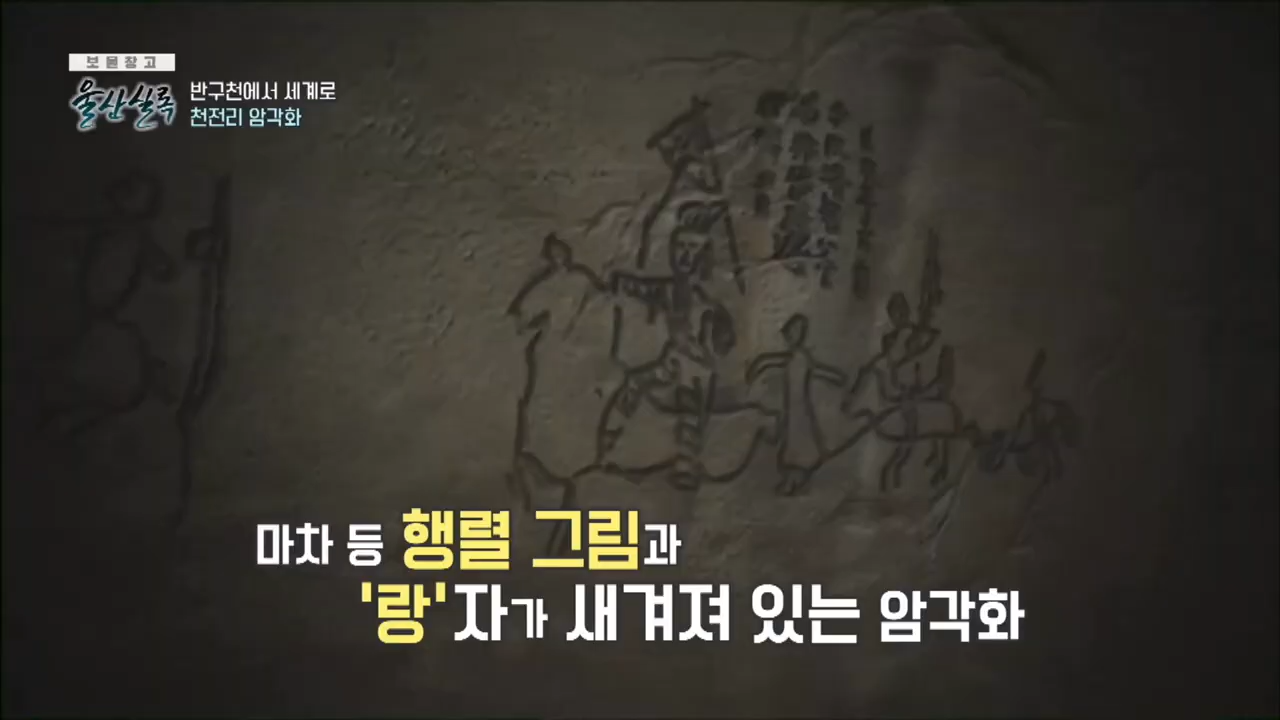 보물창고
울산실록
반구천에서 세계로
천전리 암각화
마차 등 행렬 그림과
'랑'자가 새겨져 있는 암각화